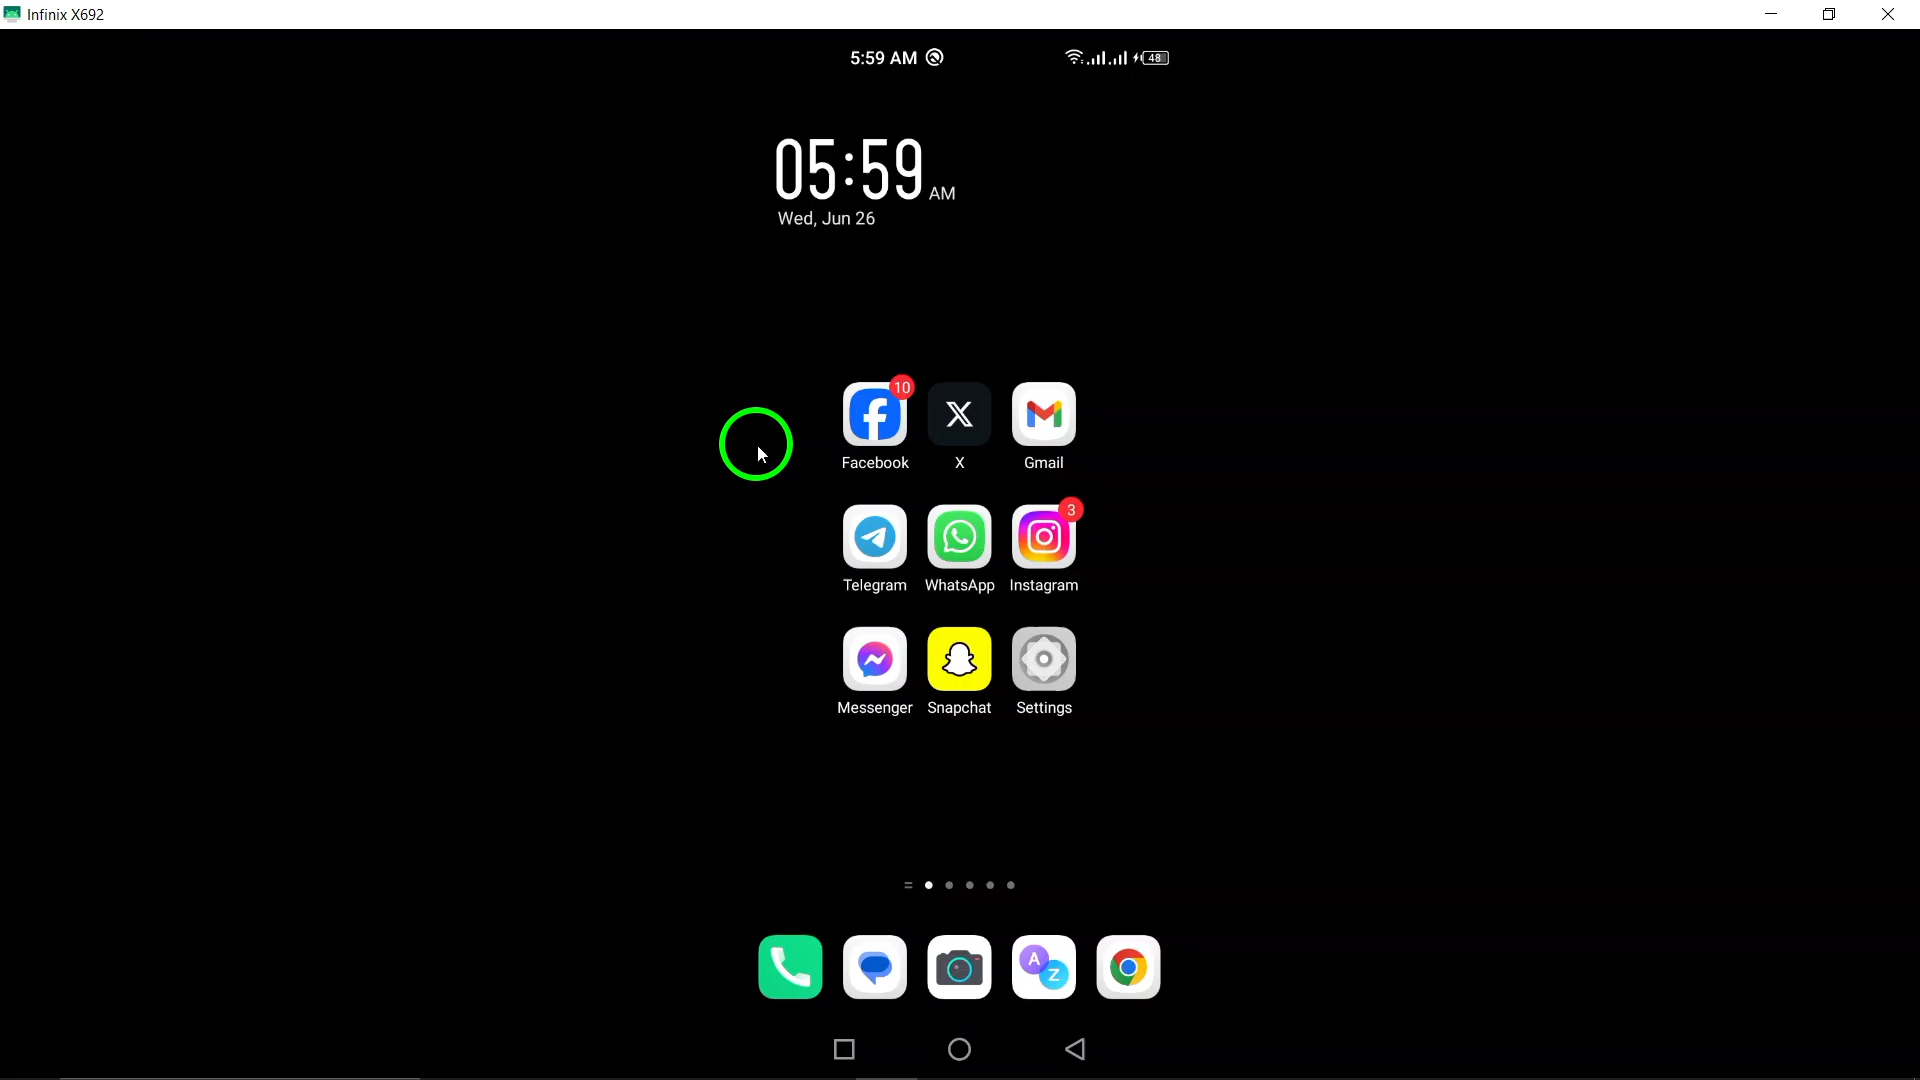 Infinix X692
5:59 AM
48
05:59 AM
Wed, Jun 26
10
Facebook X Gmail
3
Telegram WhatsApp Instagram
Messenger Snapchat Settings
A
Z